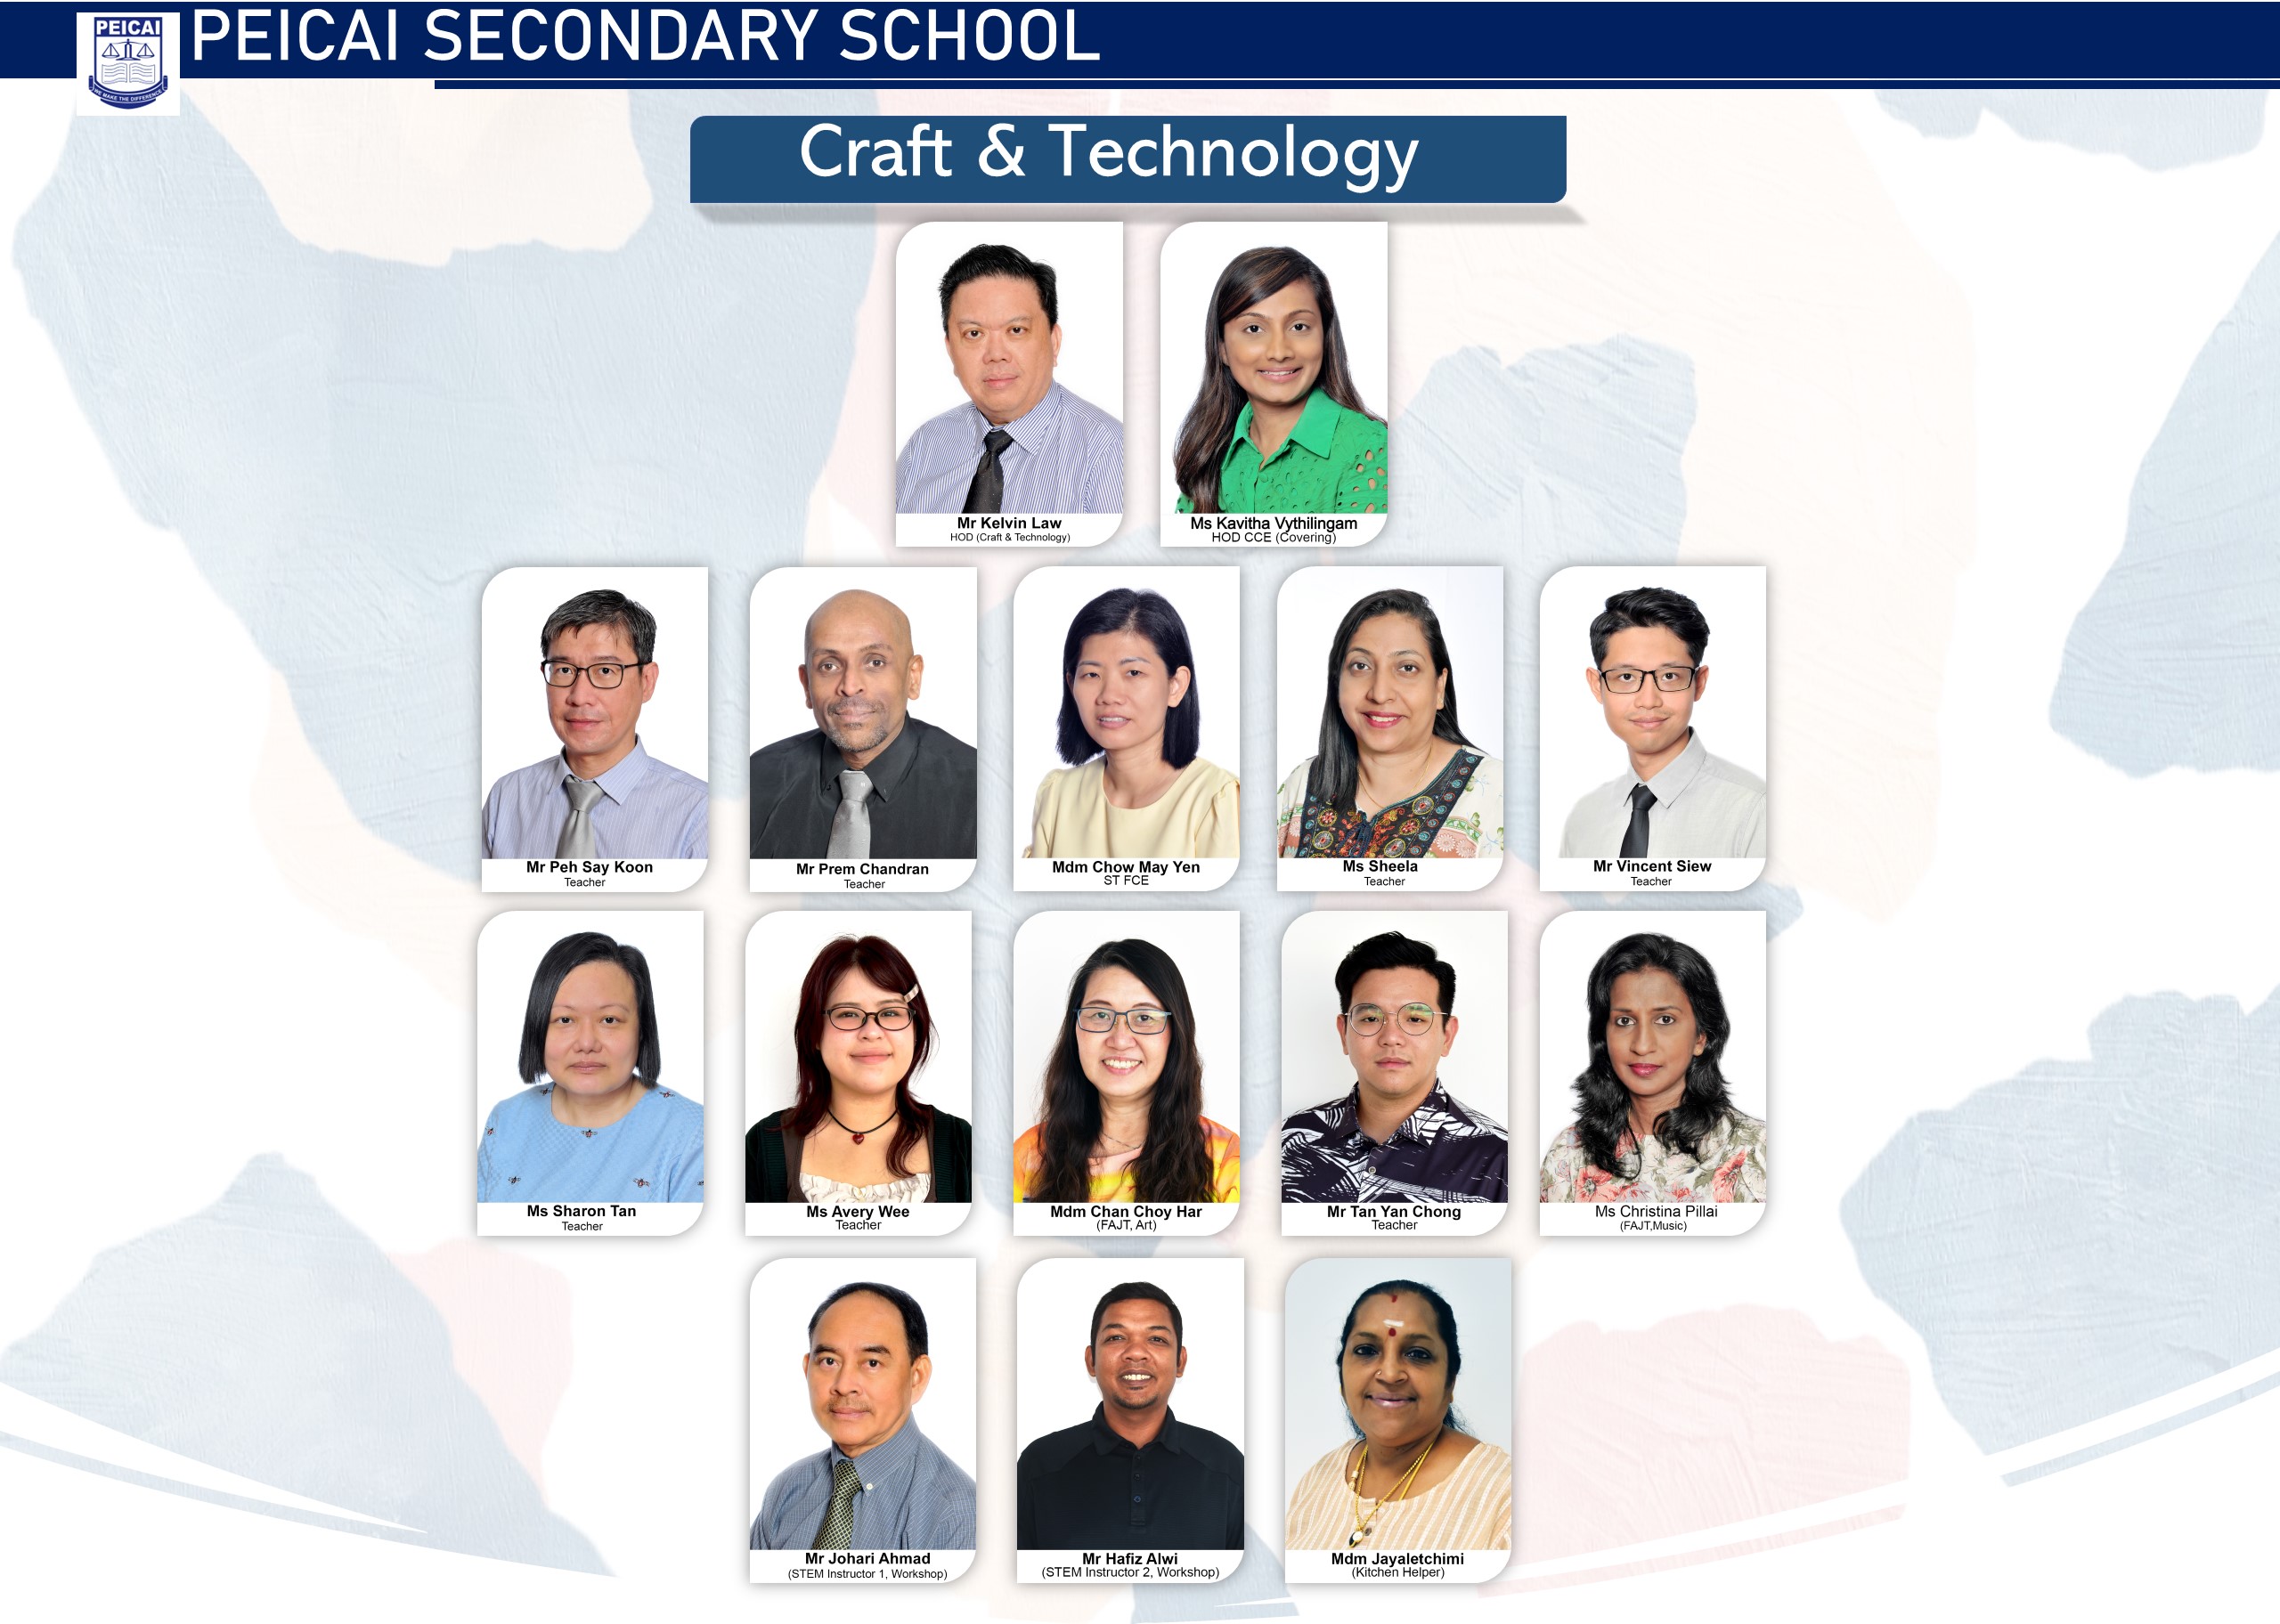 PEICAI
WE MAKE THE DIFFERENCE
PEICAI SECONDARY SCHOOL
Craft & Technology
Mr Kelvin Law
HOD (Craft & Technology)
Ms Kavitha Vythilingam
HOD CCE (Covering)
Mr Peh Say Koon
Teacher
Mr Prem Chandran
Teacher
Mdm Chow May Yen
ST FCE
Ms Sheela
Teacher
Mr Vincent Siew
Teacher
Ms Sharon Tan
Teacher
Ms Avery Wee
Teacher
Mdm Chan Choy Har
(FAJT, Art)
Mr Tan Yan Chong
Teacher
Ms Christina Pillai
(FAJT,Music)
Mr Johari Ahmad
(STEM Instructor 1, Workshop)
Mr Hafiz Alwi
(STEM Instructor 2, Workshop)
Mdm Jayaletchimi
(Kitchen Helper)